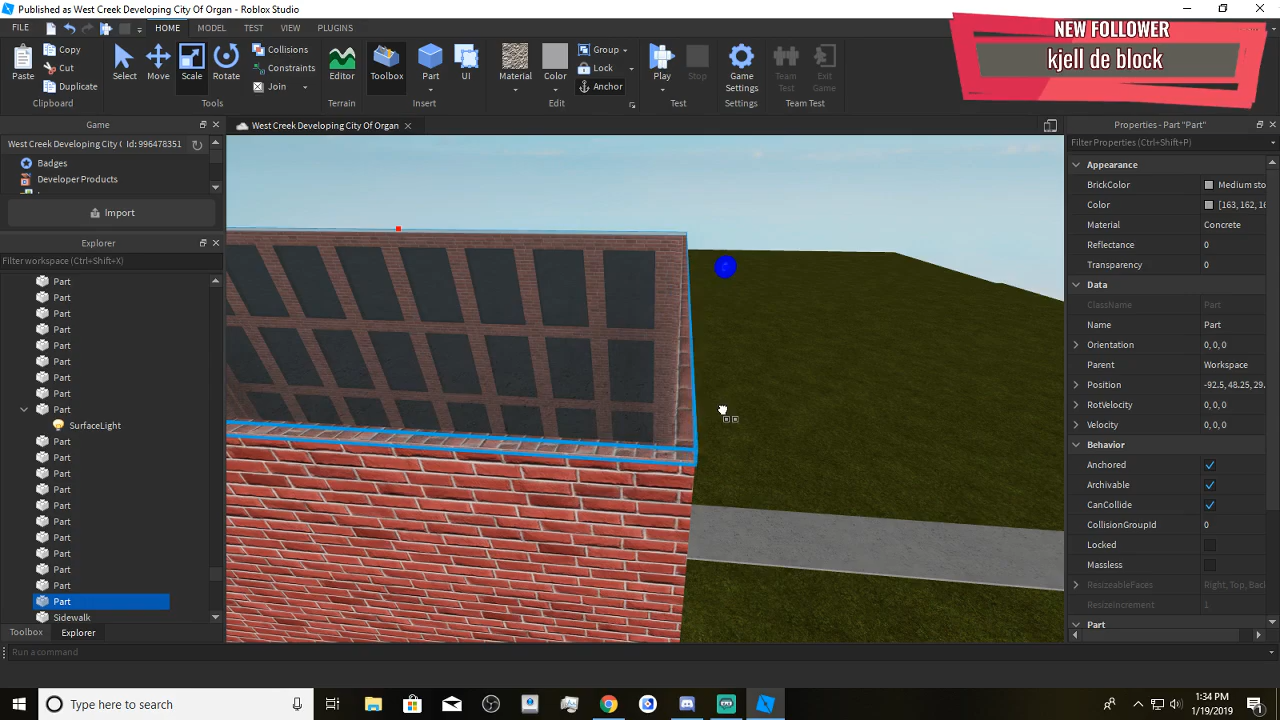 Published as West Creek Developing City Of Organ - Roblox Studio
NEW FOLLOWER
kjell de block
FILE
HOME
MODEL
TEST
VIEW
PLUGINS
Paste
Copy
Cut
Duplicate
Clipboard
Select
Move
Scale
Rotate
Tools
Collisions
Constraints
Join
Editor
Terrain
Toolbox
Part
UI
Insert
Material
Color
Group
Lock
Anchor
Edit
Play
Stop
Test
Game
Settings
Settings
Team
Test
Exit
Game
Team Test
Game
West Creek Developing City Of Organ
Properties - Part "Part"
West Creek Developing City ( Id: 996478351
Badges
Developer Products
Import
Explorer
Filter workspace (Ctrl+Shift+X)
Part
Part
Part
Part
Part
Part
Part
Part
Part
SurfaceLight
Part
Part
Part
Part
Part
Part
Part
Part
Part
Part
Part
Sidewalk
Toolbox
Explorer
Filter Properties (Ctrl+Shift+P)
Appearance
BrickColor Medium sto
Color [163, 162, 16
Material Concrete
Reflectance 0
Transparency 0
Data
ClassName Part
Name Part
Orientation 0, 0, 0
Parent Workspace
Position -92.5, 48.25, 29.
RotVelocity 0, 0, 0
Velocity 0, 0, 0
Behavior
Anchored
Archivable
CanCollide
CollisionGroupId 0
Locked
Massless
ResizeableFaces Right, Top, Bac
ResizeIncrement 1
Part
Run a command
Type here to search
1:34 PM
1/19/2019